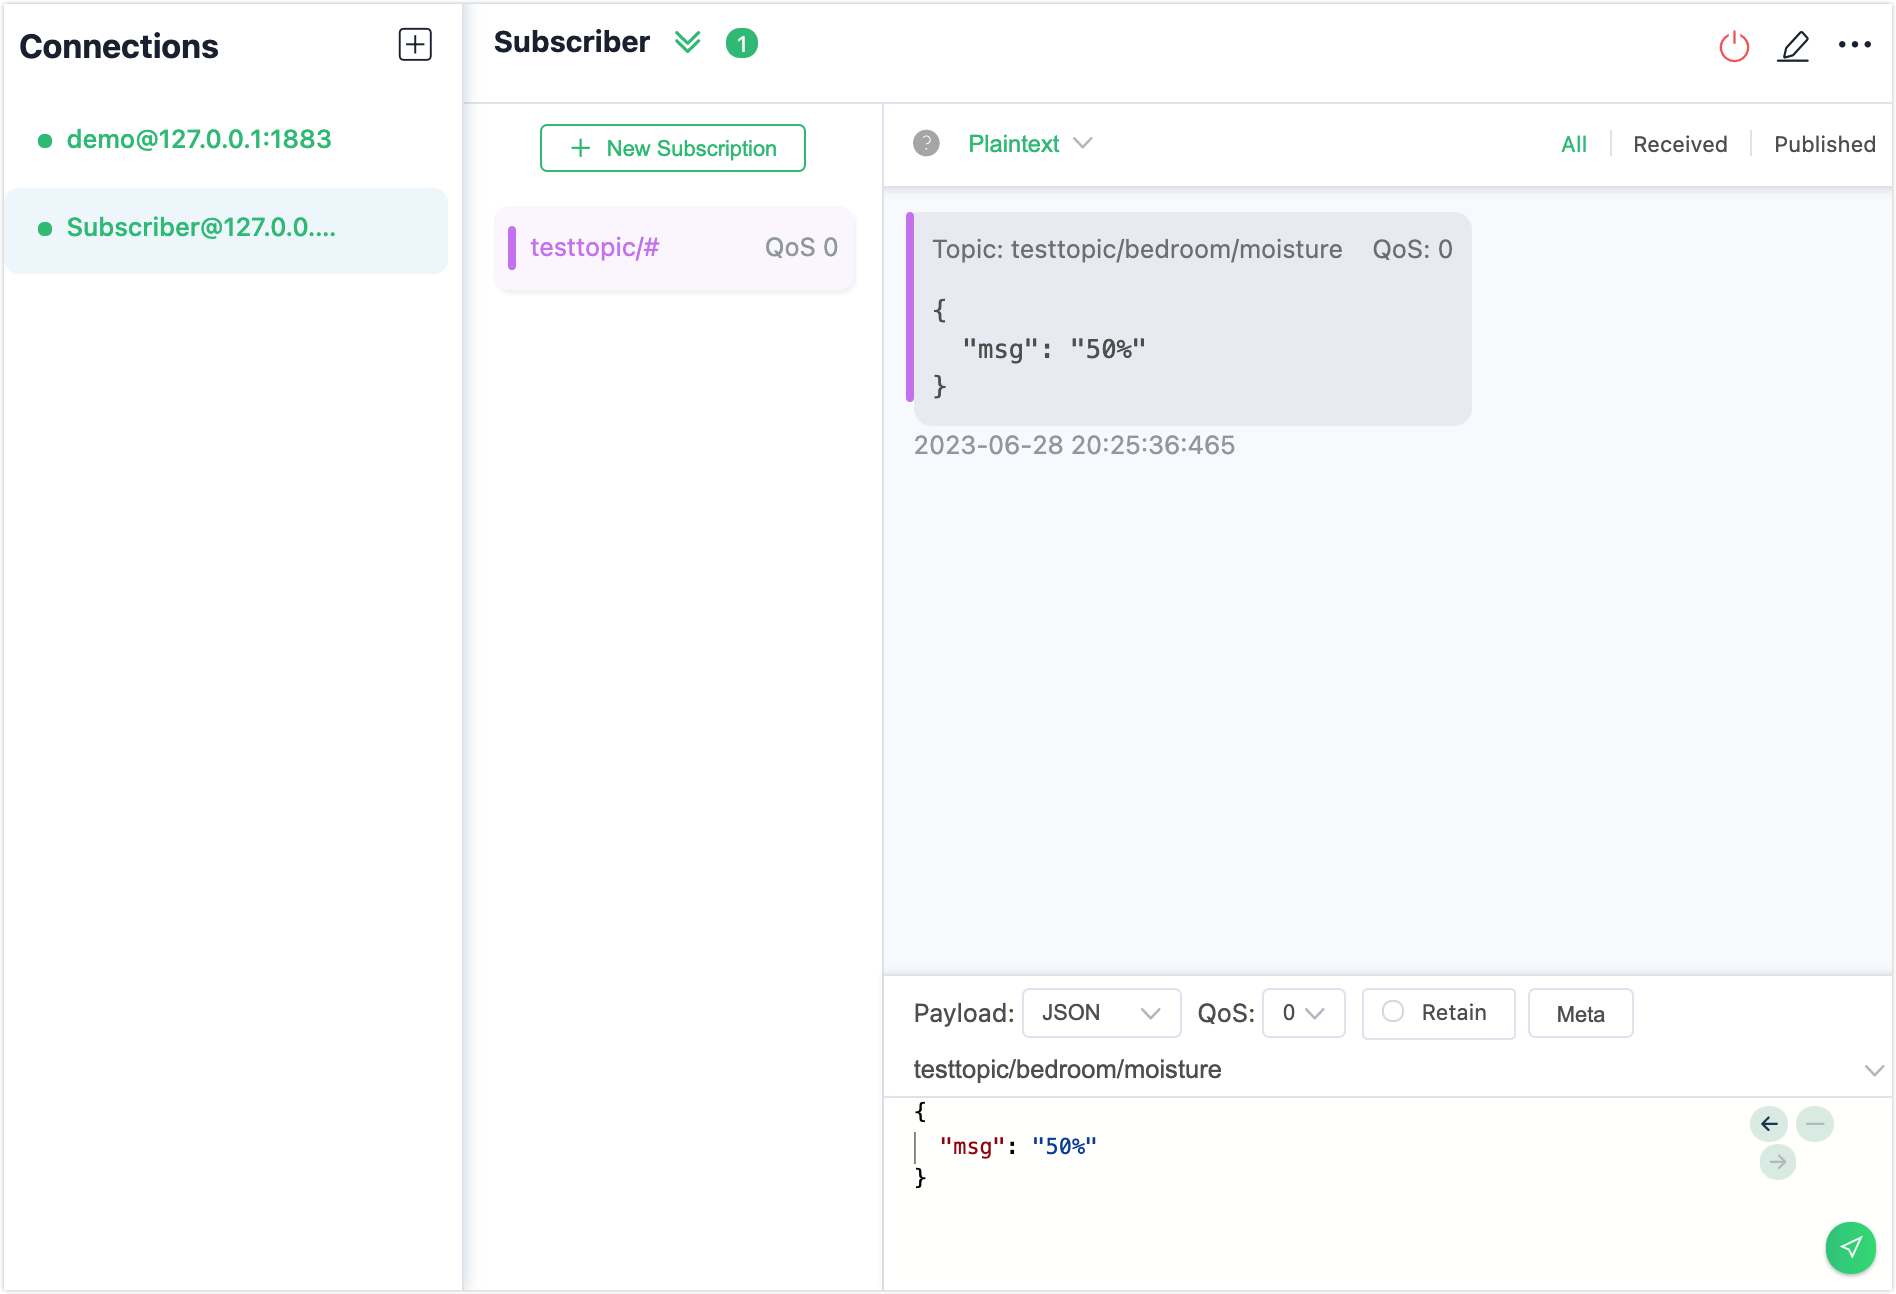 Connections
demo@127.0.0.1:1883
Subscriber@127.0.0....
Subscriber 1
+ New Subscription
testtopic/# QoS 0
? Plaintext All Received Published
Topic: testtopic/bedroom/moisture QoS: 0
{
"msg": "50%"
}
2023-06-28 20:25:36:465
Payload: JSON QoS: 0 Retain Meta
testtopic/bedroom/moisture
{
"msg": "50%"
}